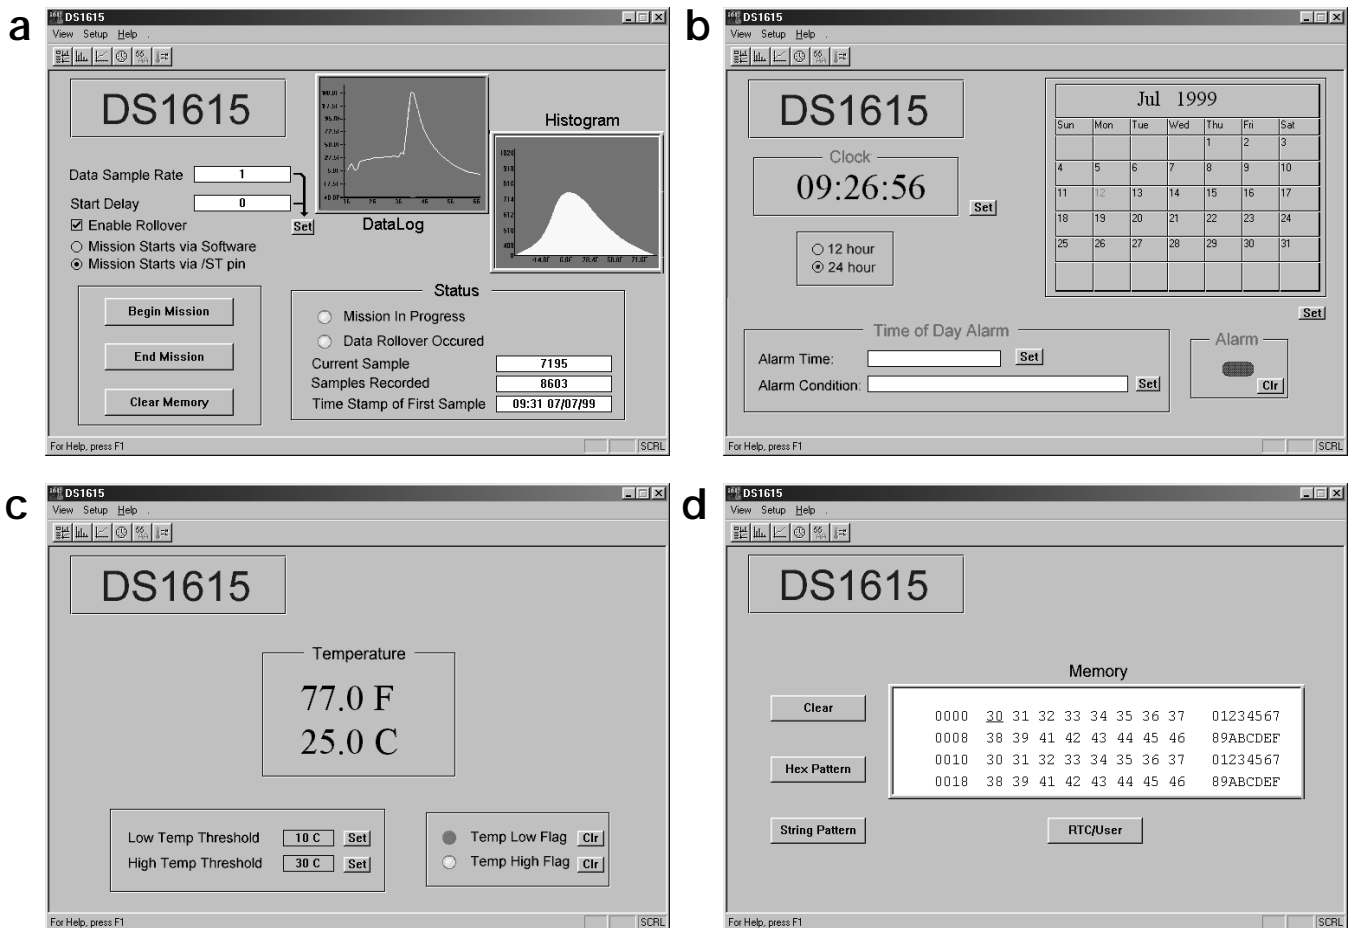 a
DS1615
View Setup Help .
DS1615
Data Sample Rate 1
Start Delay 0
Enable Rollover
Set
Mission Starts via Software
Mission Starts via /ST pin
DataLog
Histogram
Begin Mission
End Mission
Clear Memory
Status
Mission In Progress
Data Rollover Occured
Current Sample 7195
Samples Recorded 8603
Time Stamp of First Sample 09:31 07/07/99
For Help, press F1
SCRL
b
DS1615
View Setup Help .
DS1615
Clock
09:26:56
Set
12 hour
24 hour
Jul 1999
Sun Mon Tue Wed Thu Fri Sat
1 2 3
4 5 6 7 8 9 10
11 12 13 14 15 16 17
18 19 20 21 22 23 24
25 26 27 28 29 30 31
Set
Time of Day Alarm
Alarm Time: Set
Alarm Condition: Set
Alarm
Clr
For Help, press F1
SCRL
c
DS1615
View Setup Help .
DS1615
Temperature
77.0 F
25.0 C
Low Temp Threshold 10 C Set
High Temp Threshold 30 C Set
Temp Low Flag Clr
Temp High Flag Clr
For Help, press F1
SCRL
d
DS1615
View Setup Help .
DS1615
Memory
Clear
Hex Pattern
String Pattern
0000 30 31 32 33 34 35 36 37 01234567
0008 38 39 41 42 43 44 45 46 89ABCDEF
0010 30 31 32 33 34 35 36 37 01234567
0018 38 39 41 42 43 44 45 46 89ABCDEF
RTC/User
For Help, press F1
SCRL